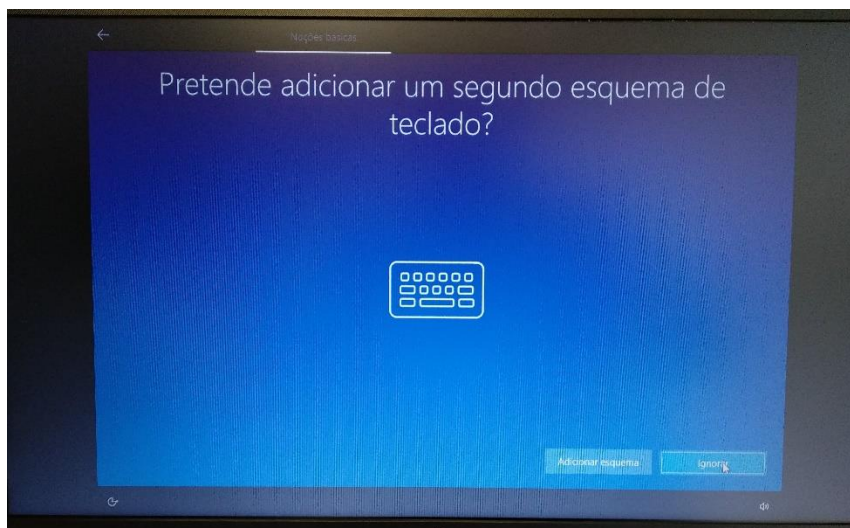 Noções básicas
Pretende adicionar um segundo esquema de
teclado?
Adicionar esquema
Ignorar